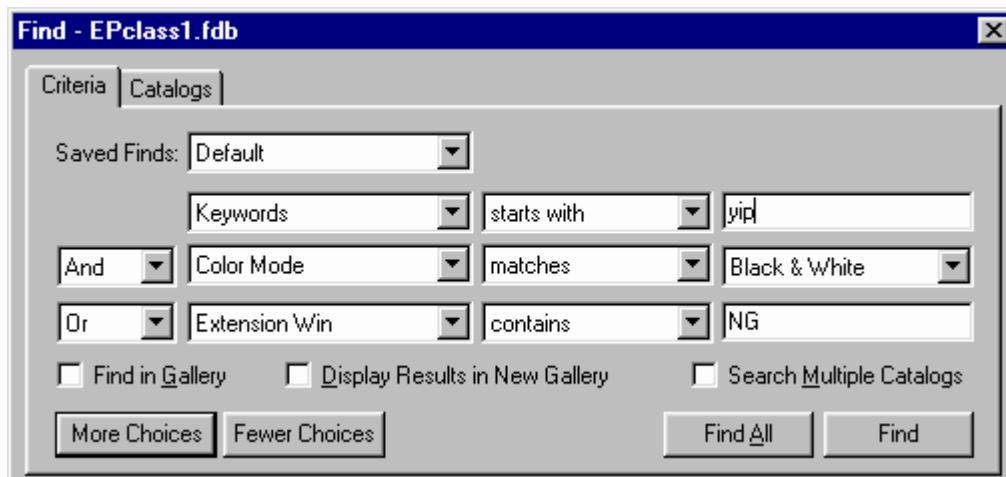 Find - EPclass1.fdb
Criteria Catalogs
Saved Finds: Default
Keywords starts with yip
And Color Mode matches Black & White
Or Extension Win contains NG
Find in Gallery Display Results in New Gallery Search Multiple Catalogs
More Choices Fewer Choices Find All Find